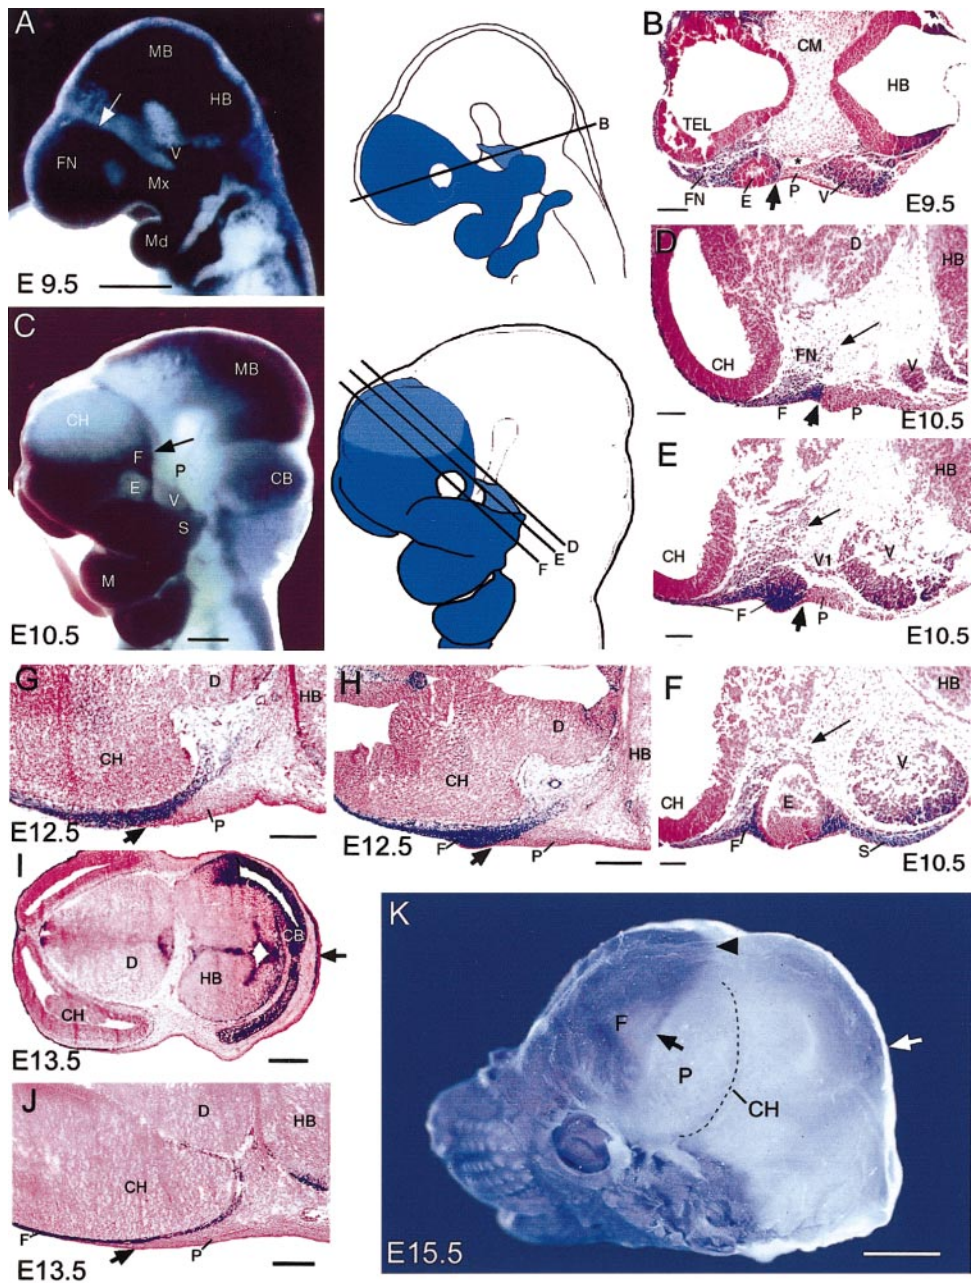 A
MB
HB
FN
V
Mx
Md
E 9.5
B
B
CM
HB
TEL
*
FN
E
P
V
E9.5
C
MB
CH
F
P
E
V
CB
S
M
E10.5
D
E
F
D
D
HB
CH
FN
V
F
P
E10.5
E
HB
CH
V1
V
F
P
E10.5
F
HB
V
CH
E
F
S
E10.5
G
D
HB
CH
P
E12.5
H
D
HB
CH
F
P
E12.5
I
CB
D
HB
CH
E13.5
J
D
HB
CH
F
P
E13.5
K
F
P
CH
E15.5